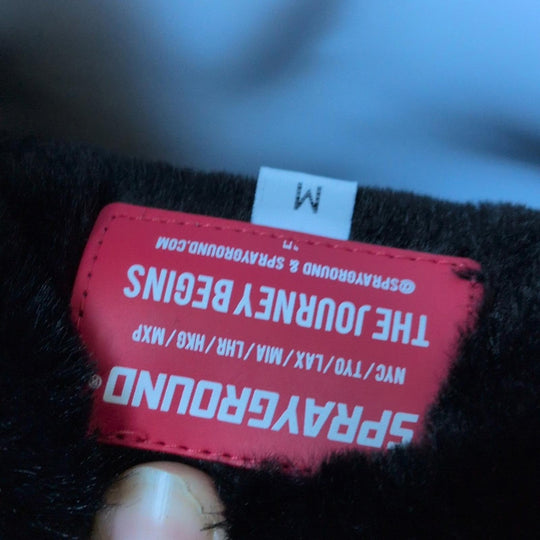 SPRAYGROUND®
NYC/TYO/LAX/MIA/LHR/HKG/MXP
THE JOURNEY BEGINS
@SPRAYGROUND & SPRAYGROUND.COM
M